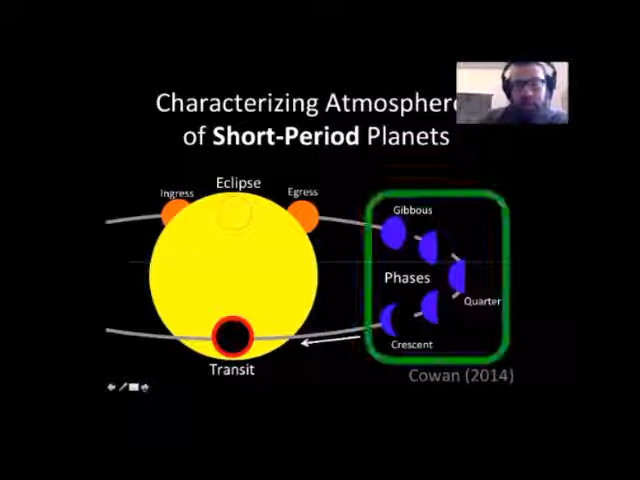 Characterizing Atmosphere
of Short-Period Planets
Eclipse
Ingress
Egress
Gibbous
Phases
Quarter
Crescent
Transit
Cowan (2014)